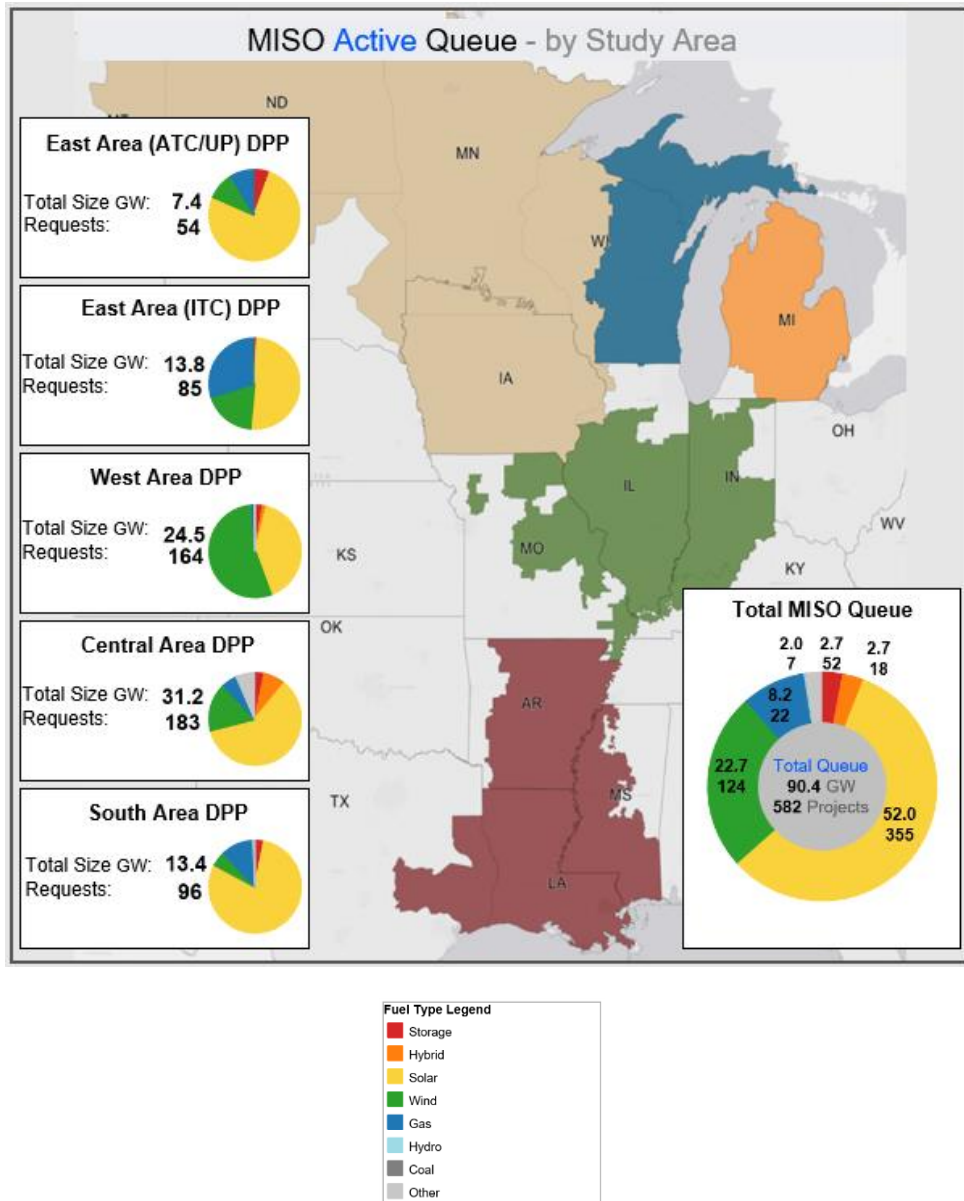 MISO Active Queue - by Study Area
ND
MN
WI
MI
IA
IL
IN
OH
WV
KY
MO
KS
OK
AR
TX
MS
LA
East Area (ATC/UP) DPP
Total Size GW: 7.4
Requests: 54
East Area (ITC) DPP
Total Size GW: 13.8
Requests: 85
West Area DPP
Total Size GW: 24.5
Requests: 164
Central Area DPP
Total Size GW: 31.2
Requests: 183
South Area DPP
Total Size GW: 13.4
Requests: 96
Total MISO Queue
2.0
7
2.7
52
2.7
18
8.2
22
22.7
124
52.0
355
Total Queue
90.4 GW
582 Projects
Fuel Type Legend
Storage
Hybrid
Solar
Wind
Gas
Hydro
Coal
Other